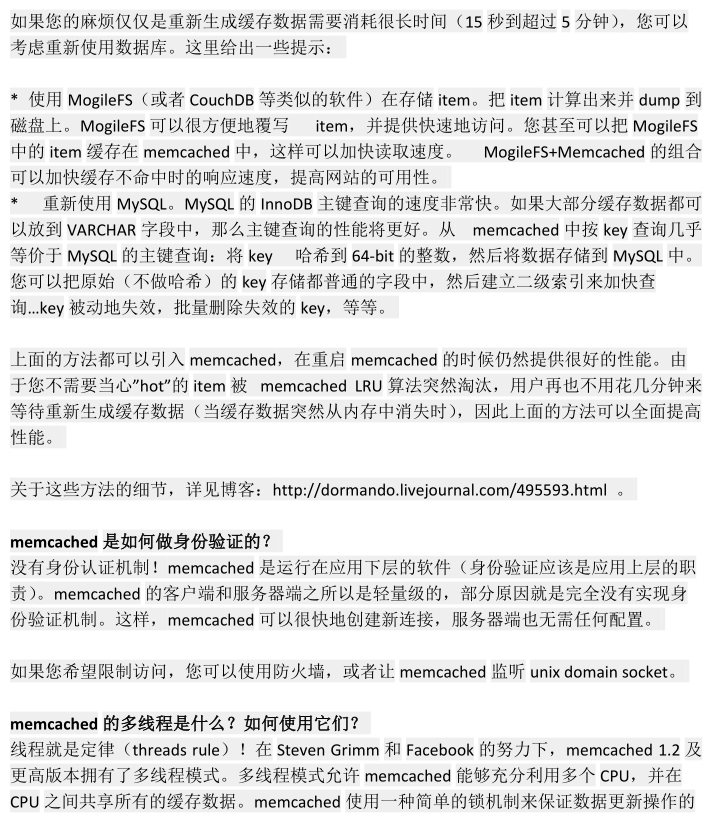 如果您的麻烦仅仅是重新生成缓存数据需要消耗很长时间（15 秒到超过 5 分钟），您可以
考虑重新使用数据库。这里给出一些提示：
* 使用 MogileFS（或者 CouchDB 等类似的软件）在存储 item。把 item 计算出来并 dump 到
磁盘上。MogileFS 可以很方便地覆写 item，并提供快速地访问。您甚至可以把 MogileFS
中的 item 缓存在 memcached 中，这样可以加快读取速度。 MogileFS+Memcached 的组合
可以加快缓存不命中时的响应速度，提高网站的可用性。
* 重新使用 MySQL。MySQL 的 InnoDB 主键查询的速度非常快。如果大部分缓存数据都可
以放到 VARCHAR 字段中，那么主键查询的性能将更好。从 memcached 中按 key 查询几乎
等价于 MySQL 的主键查询：将 key 哈希到 64-bit 的整数，然后将数据存储到 MySQL 中。
您可以把原始（不做哈希）的 key 存储都普通的字段中，然后建立二级索引来加快查
询…key 被动地失效，批量删除失效的 key，等等。
上面的方法都可以引入 memcached，在重启 memcached 的时候仍然提供很好的性能。由
于您不需要当心”hot”的 item 被 memcached LRU 算法突然淘汰，用户再也不用花几分钟来
等待重新生成缓存数据（当缓存数据突然从内存中消失时），因此上面的方法可以全面提高
性能。
关于这些方法的细节，详见博客：http://dormando.livejournal.com/495593.html 。
memcached 是如何做身份验证的？
没有身份认证机制！memcached 是运行在应用下层的软件（身份验证应该是应用上层的职
责）。memcached 的客户端和服务器端之所以是轻量级的，部分原因就是完全没有实现身
份验证机制。这样，memcached 可以很快地创建新连接，服务器端也无需任何配置。
如果您希望限制访问，您可以使用防火墙，或者让 memcached 监听 unix domain socket。
memcached 的多线程是什么？如何使用它们？
线程就是定律（threads rule）！在 Steven Grimm 和 Facebook 的努力下，memcached 1.2 及
更高版本拥有了多线程模式。多线程模式允许 memcached 能够充分利用多个 CPU，并在
CPU 之间共享所有的缓存数据。memcached 使用一种简单的锁机制来保证数据更新操作的